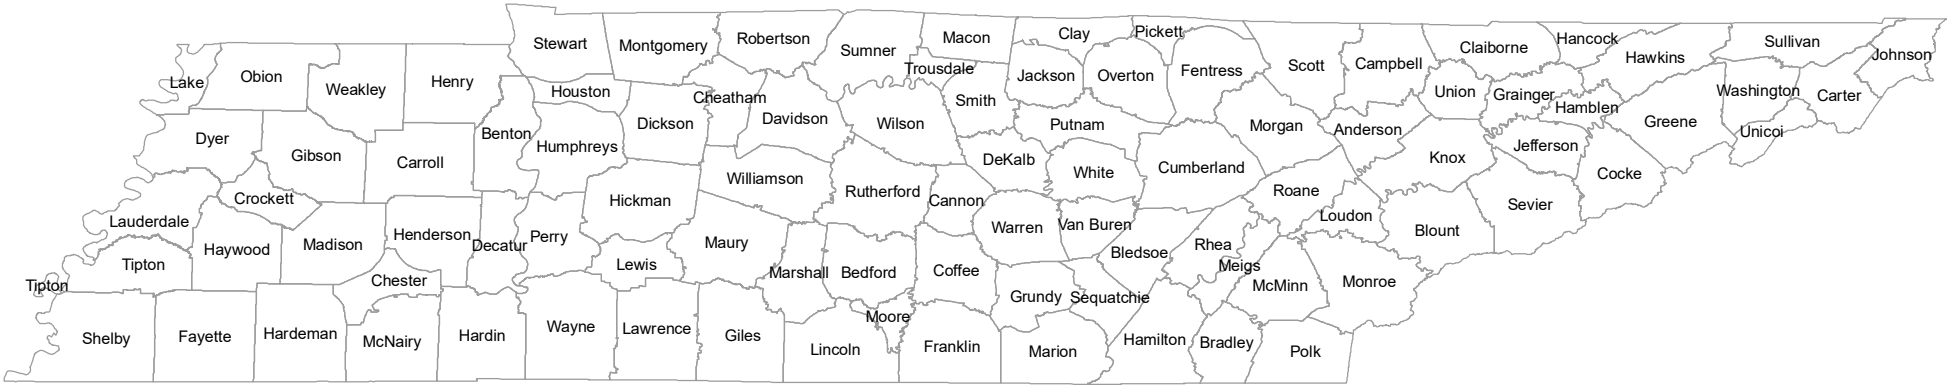 Stewart
Montgomery
Robertson
Sumner
Macon
Clay
Pickett
Claiborne
Hancock
Sullivan
Johnson
Lake
Obion
Weakley
Henry
Houston
Trousdale
Jackson
Overton
Fentress
Scott
Campbell
Hawkins
Cheatham
Smith
Union
Grainger
Hamblen
Washington
Carter
Dyer
Gibson
Carroll
Benton
Humphreys
Dickson
Davidson
Wilson
Putnam
Morgan
Anderson
Greene
Unicoi
Crockett
Williamson
DeKalb
White
Cumberland
Knox
Jefferson
Cocke
Lauderdale
Haywood
Madison
Henderson
Decatur
Perry
Hickman
Rutherford
Cannon
Warren
Van Buren
Roane
Loudon
Blount
Sevier
Tipton
Tipton
Chester
Lewis
Maury
Marshall
Bedford
Coffee
Grundy
Sequatchie
Bledsoe
Rhea
Meigs
McMinn
Monroe
Shelby
Fayette
Hardeman
McNairy
Hardin
Wayne
Lawrence
Giles
Lincoln
Moore
Franklin
Marion
Hamilton
Bradley
Polk